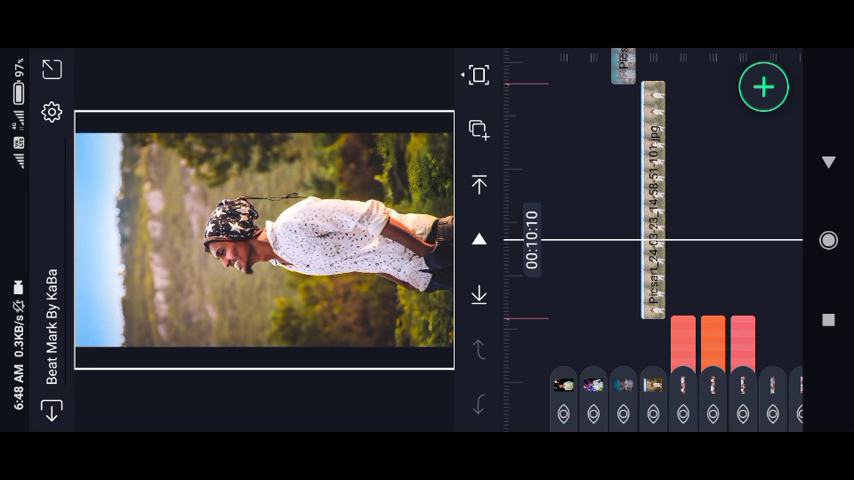 6:48 AM 0.3KB/s
97%
Beat Mark By KaBa
00:10:10
Pics
Picsart_24-03-23_14-58-51-101.jpg